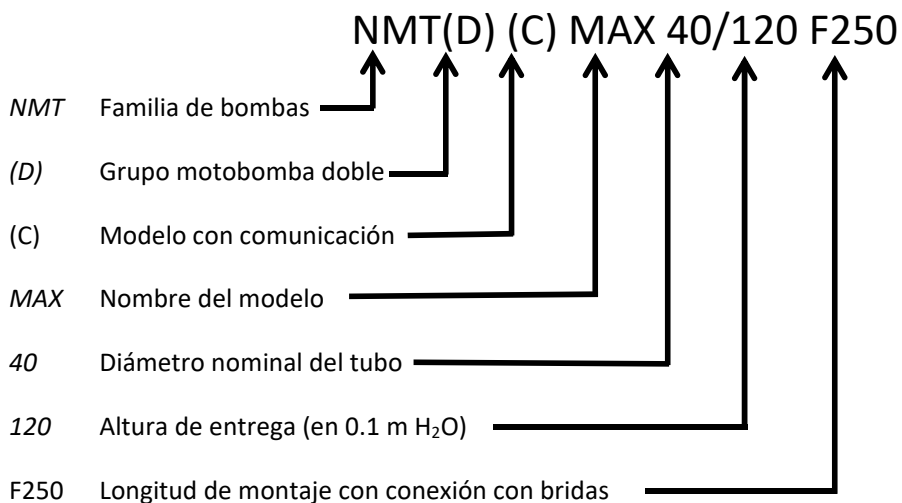 NMT(D) (C) MAX 40/120 F250
NMT Familia de bombas
(D) Grupo motobomba doble
(C) Modelo con comunicación
MAX Nombre del modelo
40 Diámetro nominal del tubo
120 Altura de entrega (en 0.1 m H₂O)
F250 Longitud de montaje con conexión con bridas